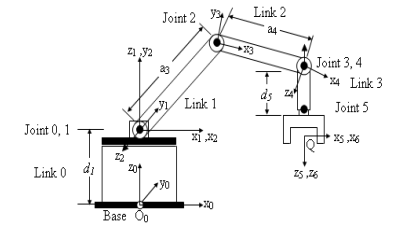 Link 2
Joint 2
y3
a4
z1 ,y2
x3
Joint 3, 4
a3
x4
Link 3
z4
d5
y1
Link 1
Joint 5
Joint 0, 1
x1 ,x2
x5 ,x6
Q
z2
d1
z0
Link 0
y0
z5 ,z6
Base
O0
x0